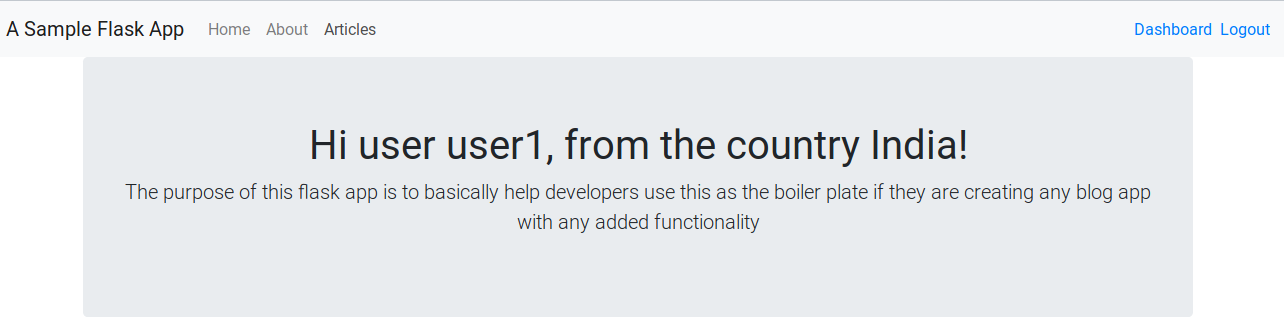 A Sample Flask App Home About Articles Dashboard Logout
Hi user user1, from the country India!
The purpose of this flask app is to basically help developers use this as the boiler plate if they are creating any blog app
with any added functionality